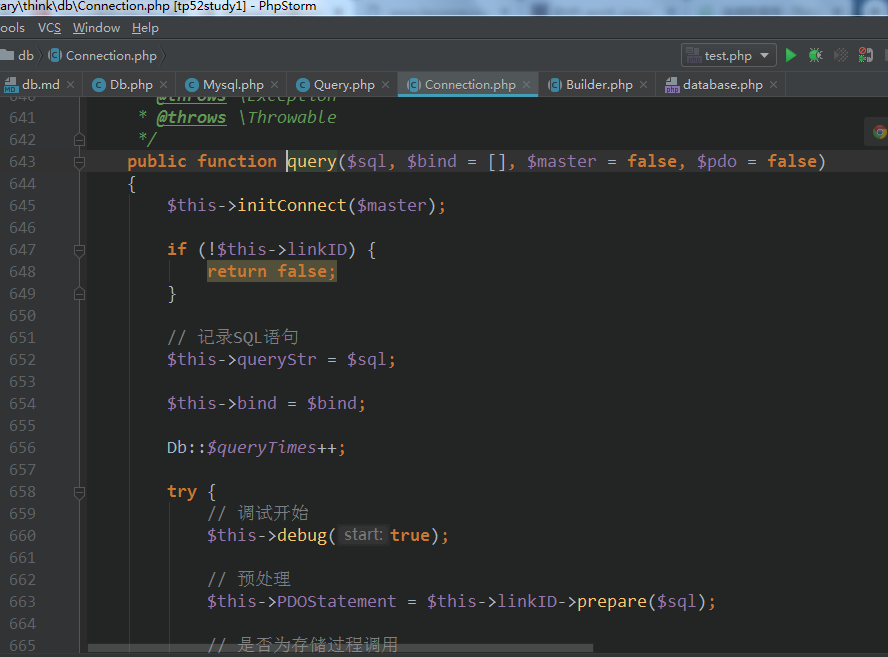 ary\think\db\Connection.php [tp52study1] - PhpStorm
ools VCS Window Help
db Connection.php test.php
db.md Db.php Mysql.php Query.php Connection.php Builder.php database.php
640 * @throws \Exception
641 * @throws \Throwable
642 */
643 public function query($sql, $bind = [], $master = false, $pdo = false)
644 {
645 $this->initConnect($master);
646
647 if (!$this->linkID) {
648 return false;
649 }
650
651 // 记录SQL语句
652 $this->queryStr = $sql;
653
654 $this->bind = $bind;
655
656 Db::$queryTimes++;
657
658 try {
659 // 调试开始
660 $this->debug( start: true);
661
662 // 预处理
663 $this->PDOStatement = $this->linkID->prepare($sql);
664
665 // 是否为存储过程调用